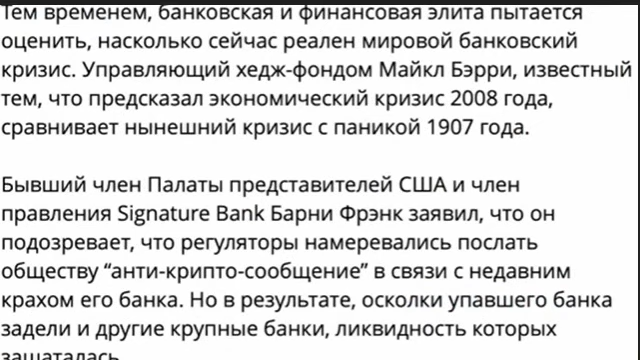 Тем временем, банковская и финансовая элита пытается
оценить, насколько сейчас реален мировой банковский
кризис. Управляющий хедж-фондом Майкл Бэрри, известный
тем, что предсказал экономический кризис 2008 года,
сравнивает нынешний кризис с паникой 1907 года.
Бывший член Палаты представителей США и член
правления Signature Bank Барни Фрэнк заявил, что он
подозревает, что регуляторы намеревались послать
обществу “анти-крипто-сообщение” в связи с недавним
крахом его банка. Но в результате, осколки упавшего банка
задели и другие крупные банки, ликвидность которых
зашаталась.